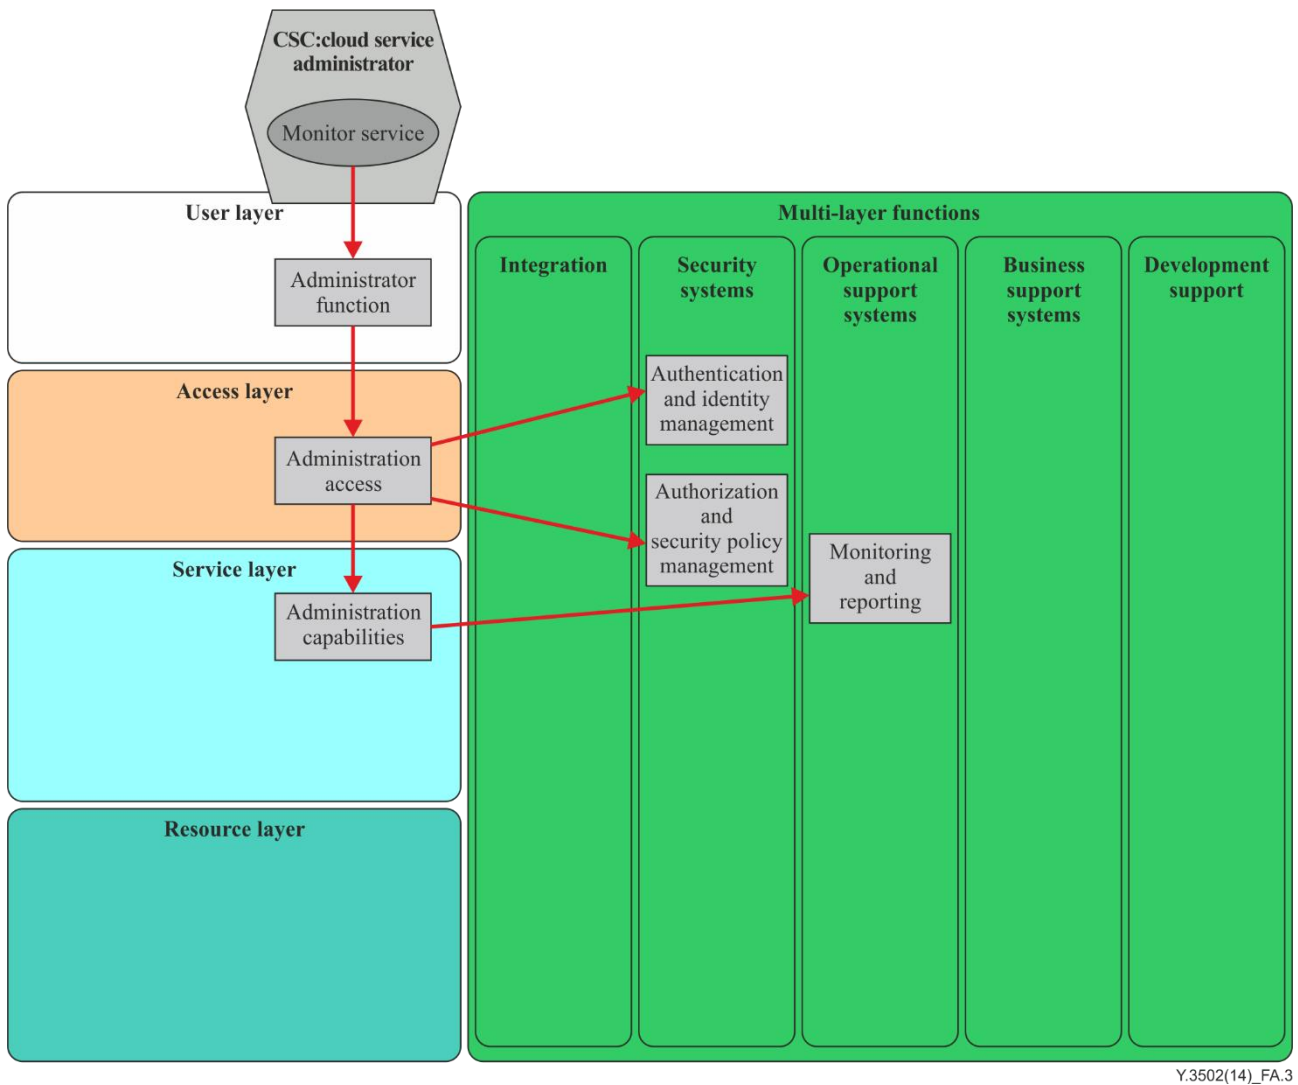 CSC:cloud service
administrator
Monitor service
User layer
Administrator
function
Access layer
Administration
access
Service layer
Administration
capabilities
Resource layer
Multi-layer functions
Integration
Security
systems
Authentication
and identity
management
Authorization
and
security policy
management
Operational
support
systems
Monitoring
and
reporting
Business
support
systems
Development
support
Y.3502(14)_FA.3